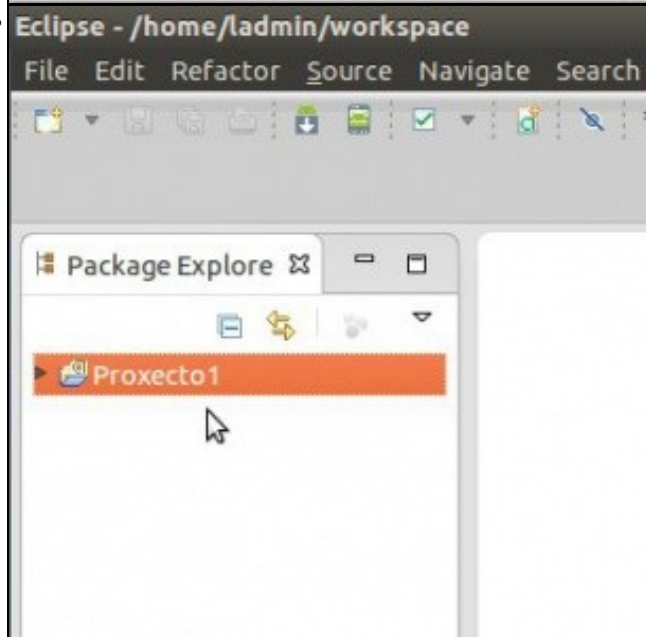 Eclipse - /home/ladmin/workspace
File Edit Refactor Source Navigate Search
Package Explore
Proxecto1